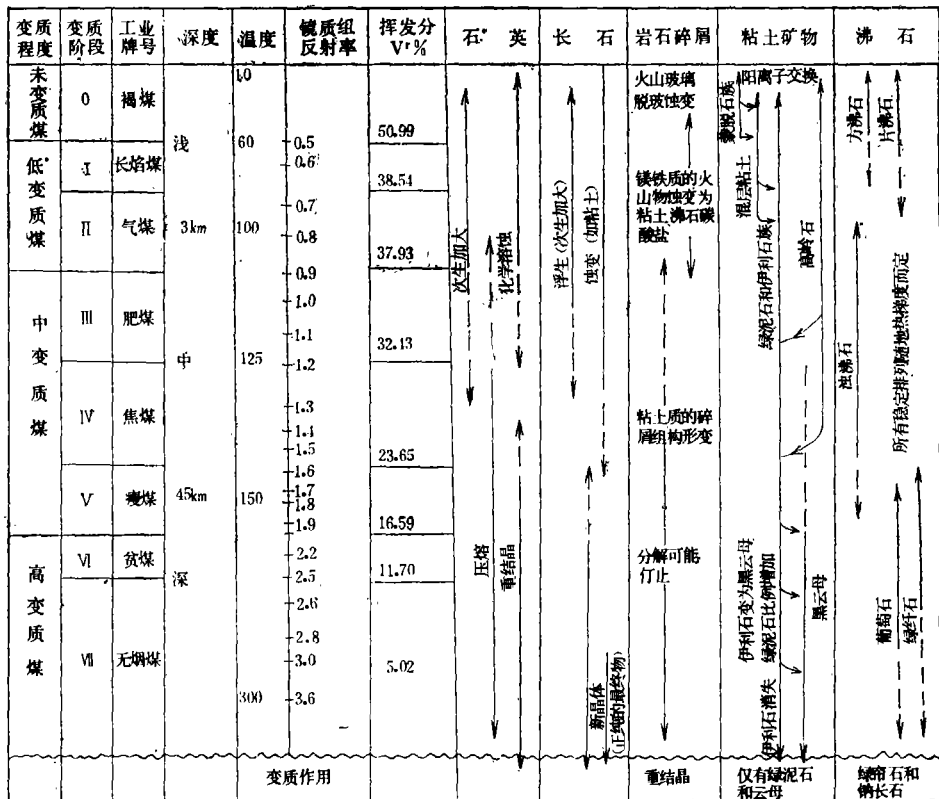 变质程度 变质阶段 工业牌号 深度 温度 镜质组反射率 挥发分 Vʳ% 石* 英 长 石 岩石碎屑 粘土矿物 沸 石
未变质煤
低*变质煤
中变质煤
高变质煤
0 褐煤
I 长焰煤
II 气煤
III 肥煤
IV 焦煤
V 瘦煤
VI 贫煤
VII 无烟煤
浅
3km
中
45km
深
10
60
100
125
150
300
0.5
0.6
0.7
0.8
0.9
1.0
1.1
1.2
1.3
1.4
1.5
1.6
1.7
1.8
1.9
2.2
2.5
2.6
2.8
3.0
3.6
50.99
38.54
37.93
32.13
23.65
16.59
11.70
5.02
次生加大
压熔
化学溶蚀
重结晶
浮生(次生加大)
蚀变(如粘土)
新晶体
(正纯的最终物)
火山玻璃
脱玻蚀变
镁铁质的火
山物蚀变为
粘土沸石碳
酸盐
粘土质的碎
屑组构形变
分解可能
仃止
阳离子交换
蒙脱石族
混层粘土
绿泥石和伊利石族
高岭石
伊利石变为黑云母
绿泥石比例增加
伊利石消失
黑云母
方沸石
片沸石
浊沸石
所有稳定排列随地热梯度而定
葡萄石
绿纤石
变质作用
重结晶
仅有绿泥石
和云母
绿帘石和
钠长石